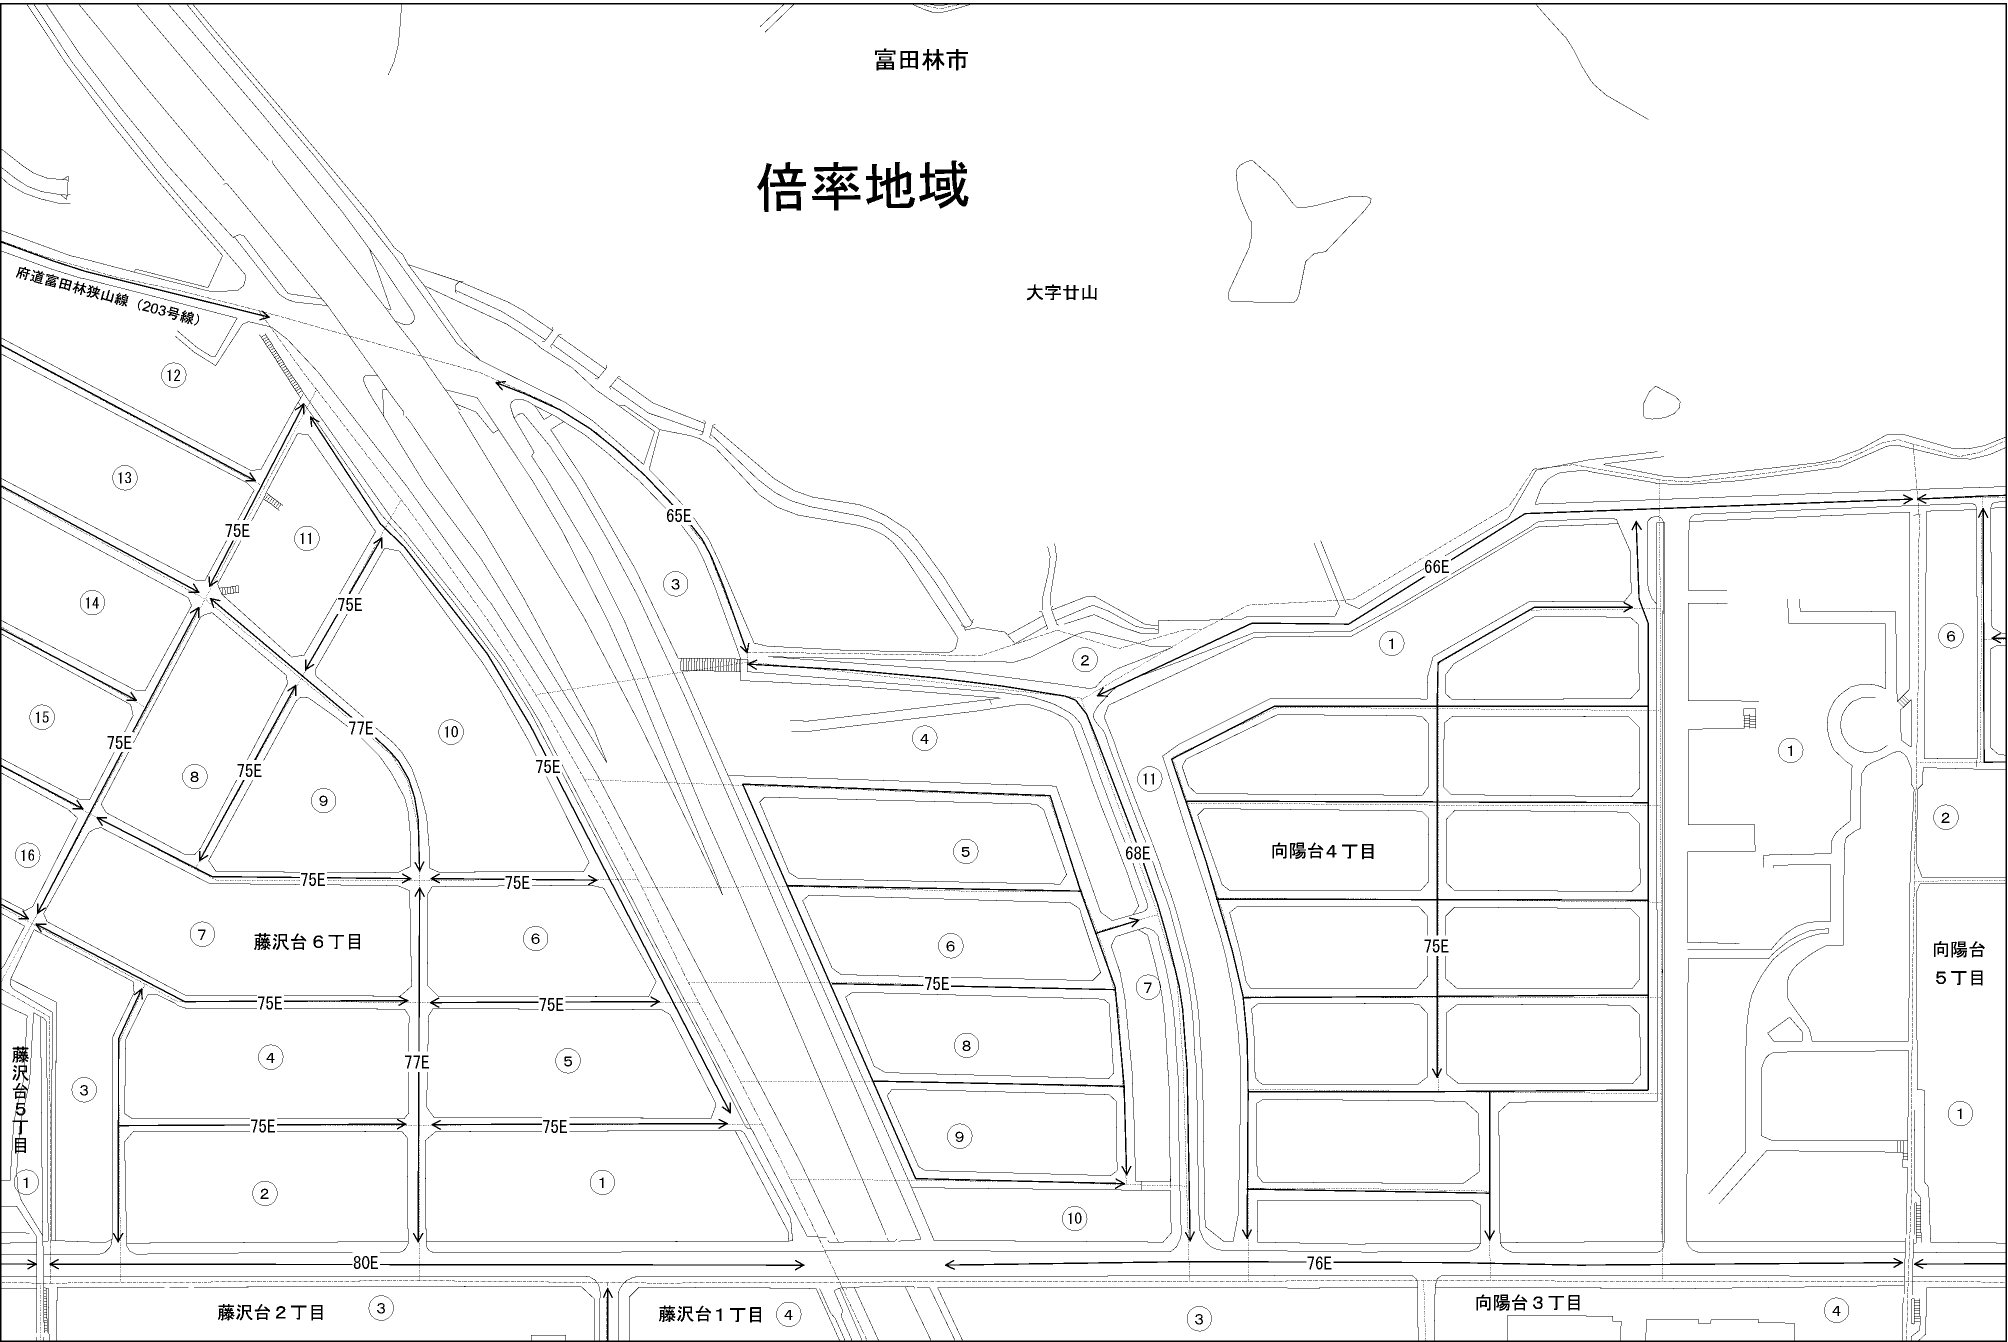 富田林市
倍率地域
大字廿山
府道富田林狭山線（203号線）
12
13
75E
11
65E
66E
3
14
75E
1
6
2
15
75E
77E
10
4
75E
8
75E
9
11
1
2
16
5
68E
向陽台４丁目
75E
75E
7
藤沢台６丁目
6
6
75E
向陽台
５丁目
75E
75E
75E
7
4
77E
5
8
藤沢台５丁目
3
75E
75E
9
1
1
2
1
10
80E
76E
藤沢台２丁目
3
藤沢台１丁目
4
3
向陽台３丁目
4